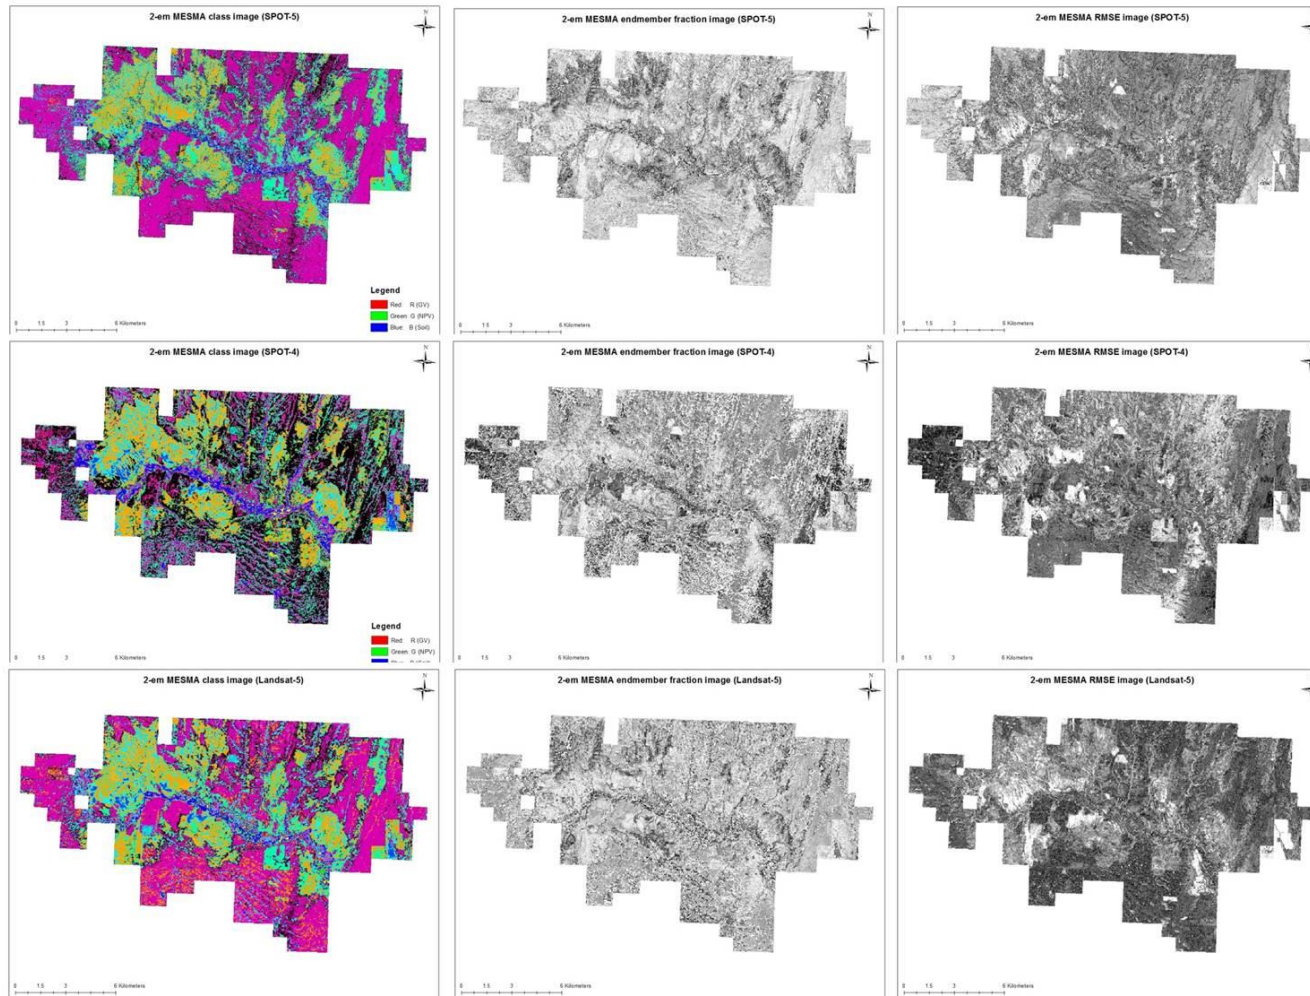 2-em MESMA class image (SPOT-5)
N
2-em MESMA endmember fraction image (SPOT-5)
N
2-em MESMA RMSE image (SPOT-5)
Legend
Red R (GV)
Green G (NPV)
Blue B (Soil)
0 1.5 3 6 Kilometers
0 1.5 3 6 Kilometers
0 1.5 3 6 Kilometers
2-em MESMA class image (SPOT-4)
N
2-em MESMA endmember fraction image (SPOT-4)
N
2-em MESMA RMSE image (SPOT-4)
Legend
Red R (GV)
Green G (NPV)
0 1.5 3 6 Kilometers
0 1.5 3 6 Kilometers
0 1.5 3 6 Kilometers
2-em MESMA class image (Landsat-5)
N
2-em MESMA endmember fraction image (Landsat-5)
N
2-em MESMA RMSE image (Landsat-5)
0 1.5 3 6 Kilometers
0 1.5 3 6 Kilometers
0 1.5 3 6 Kilometers